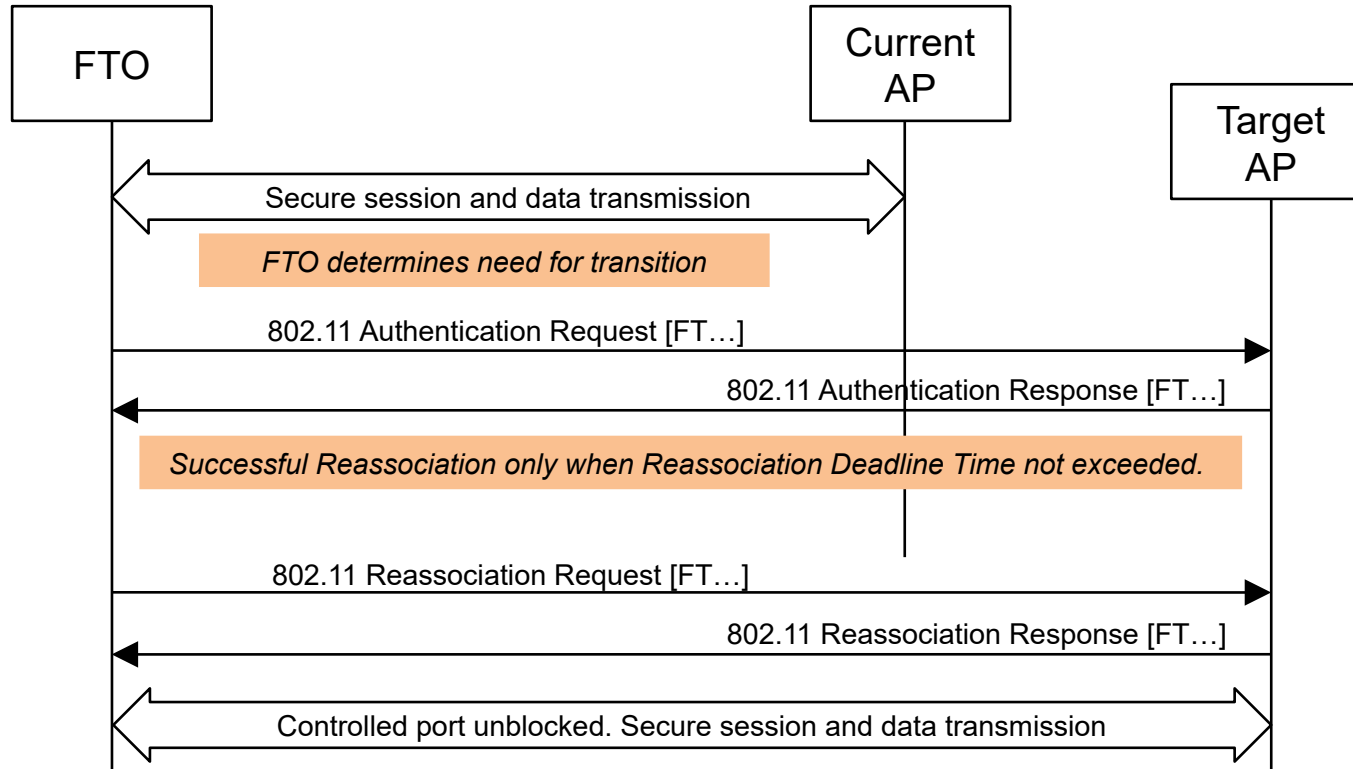 FTO
Current
AP
Target
AP
Secure session and data transmission
FTO determines need for transition
802.11 Authentication Request [FT…]
802.11 Authentication Response [FT…]
Successful Reassociation only when Reassociation Deadline Time not exceeded.
802.11 Reassociation Request [FT…]
802.11 Reassociation Response [FT…]
Controlled port unblocked. Secure session and data transmission